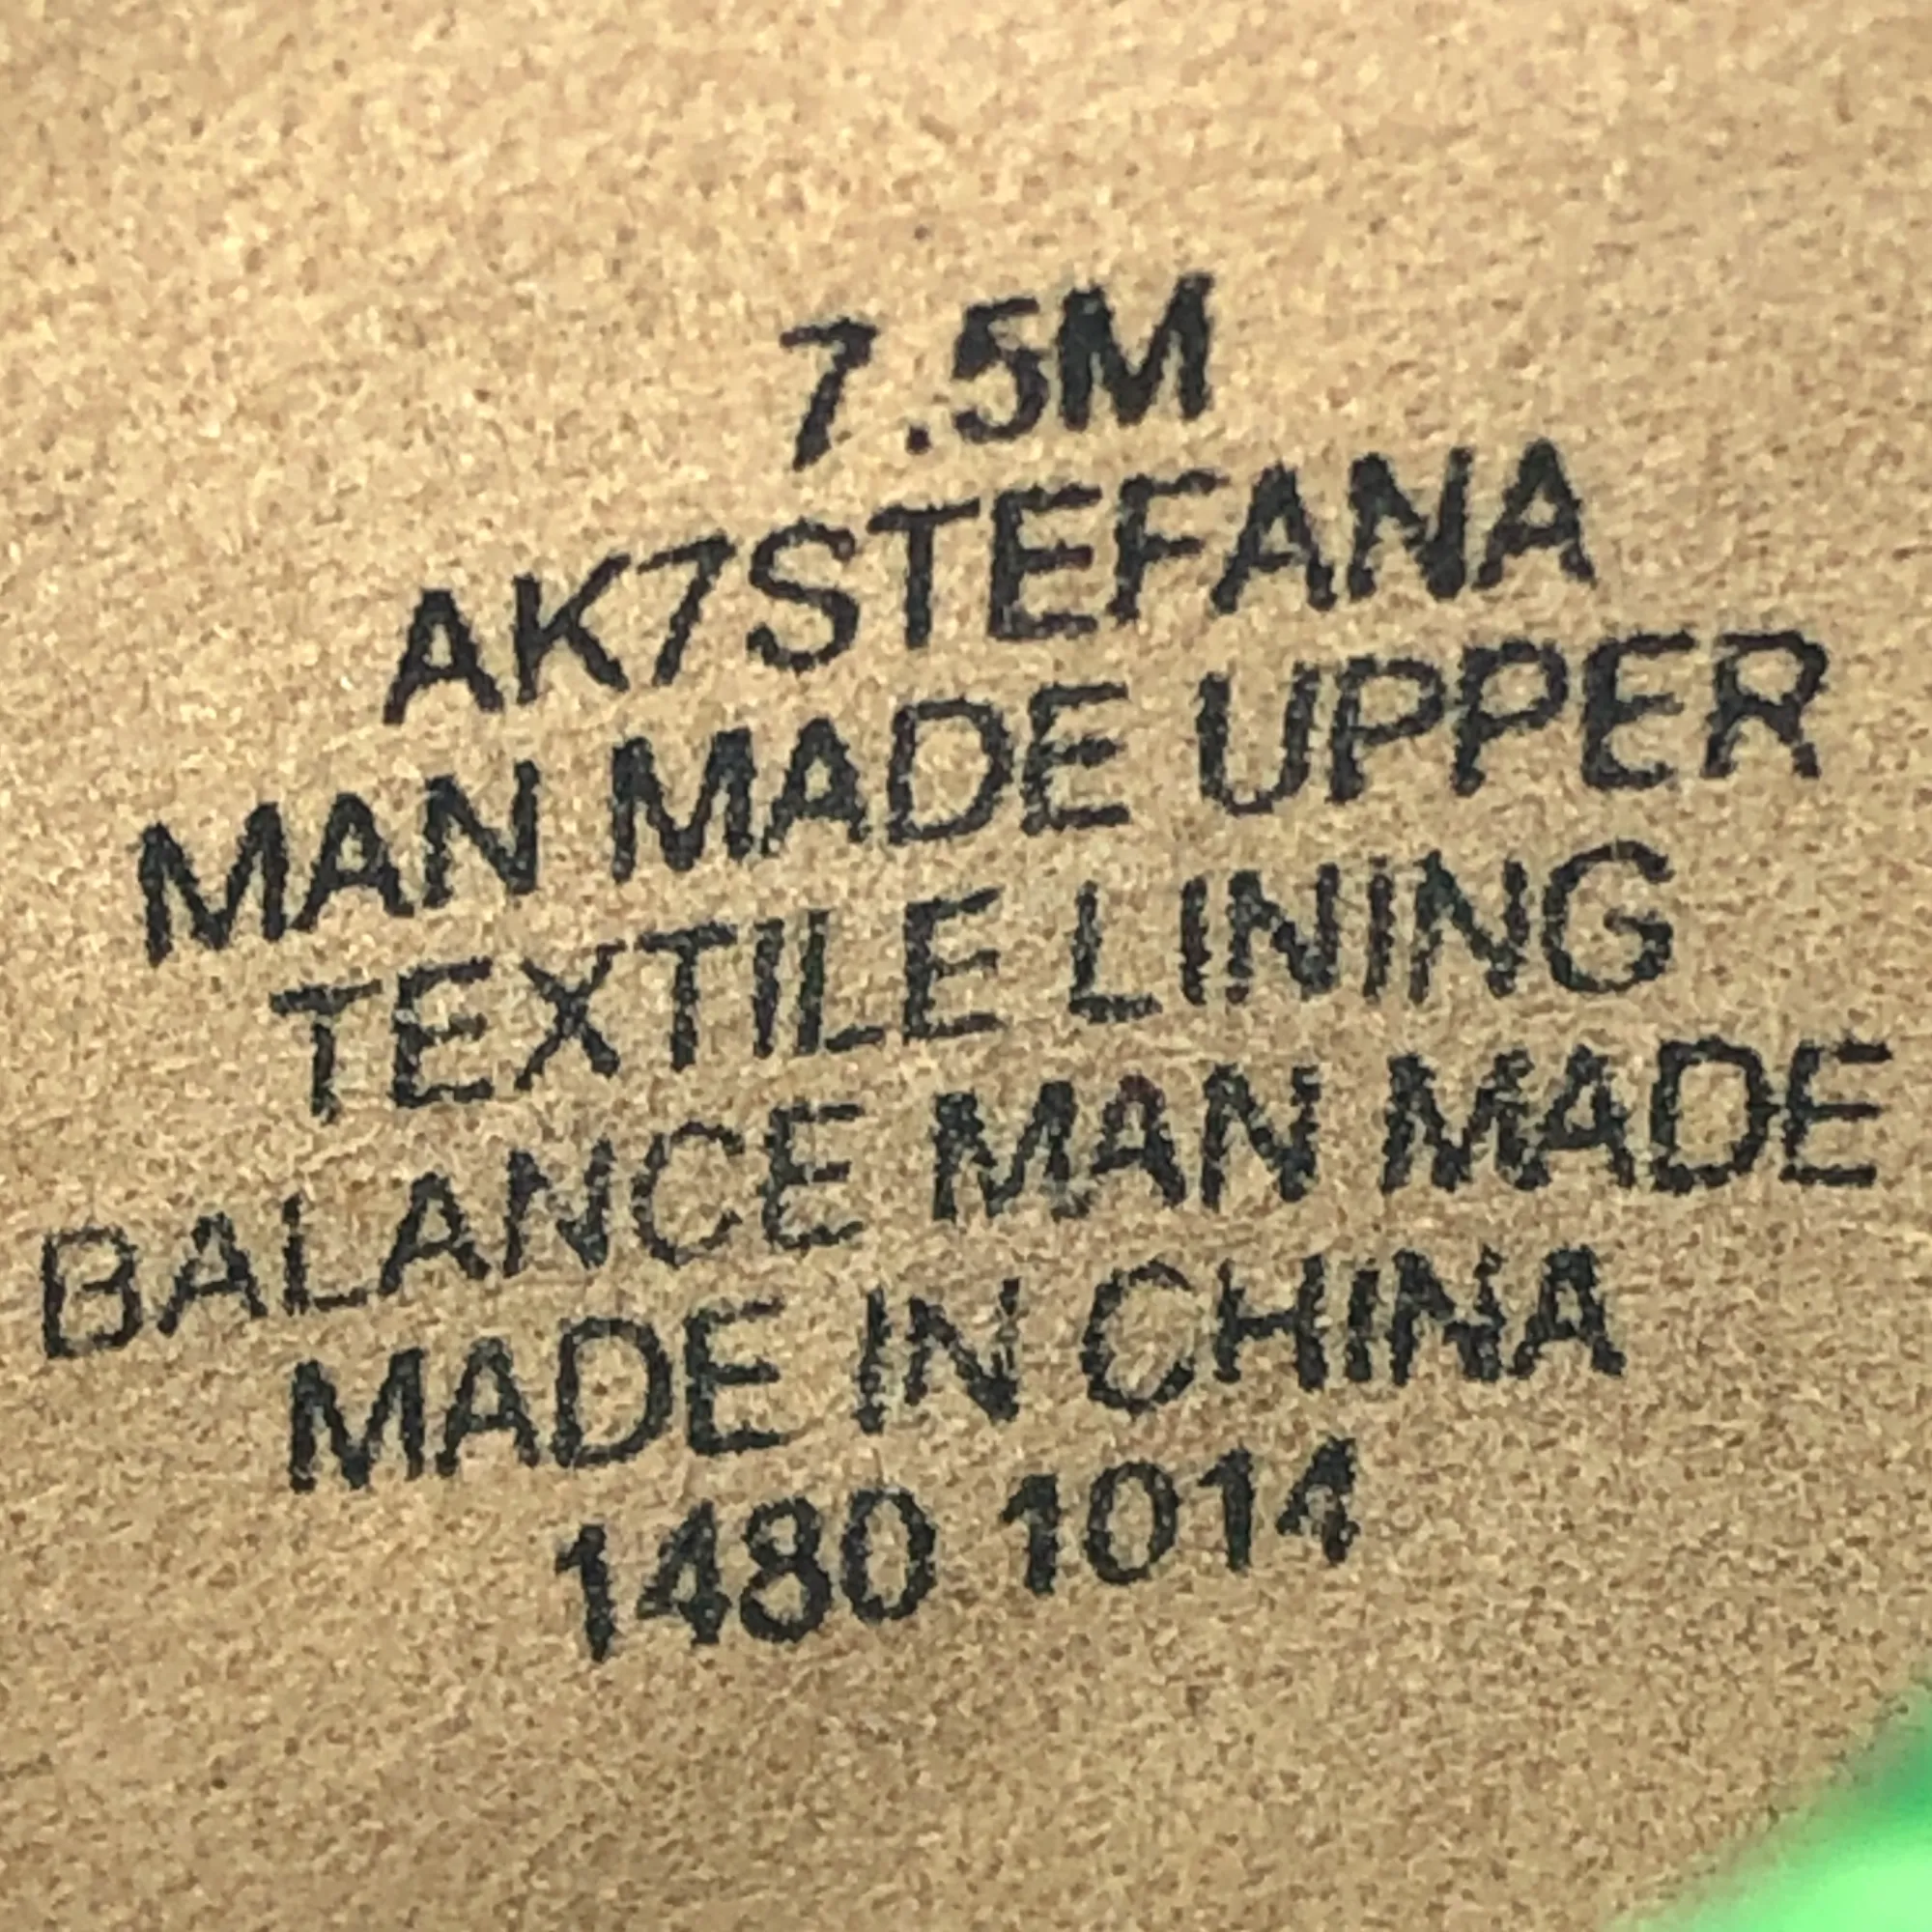 7.5M
AK7STEFANA
MAN MADE UPPER
TEXTILE LINING
BALANCE MAN MADE
MADE IN CHINA
1480 1014